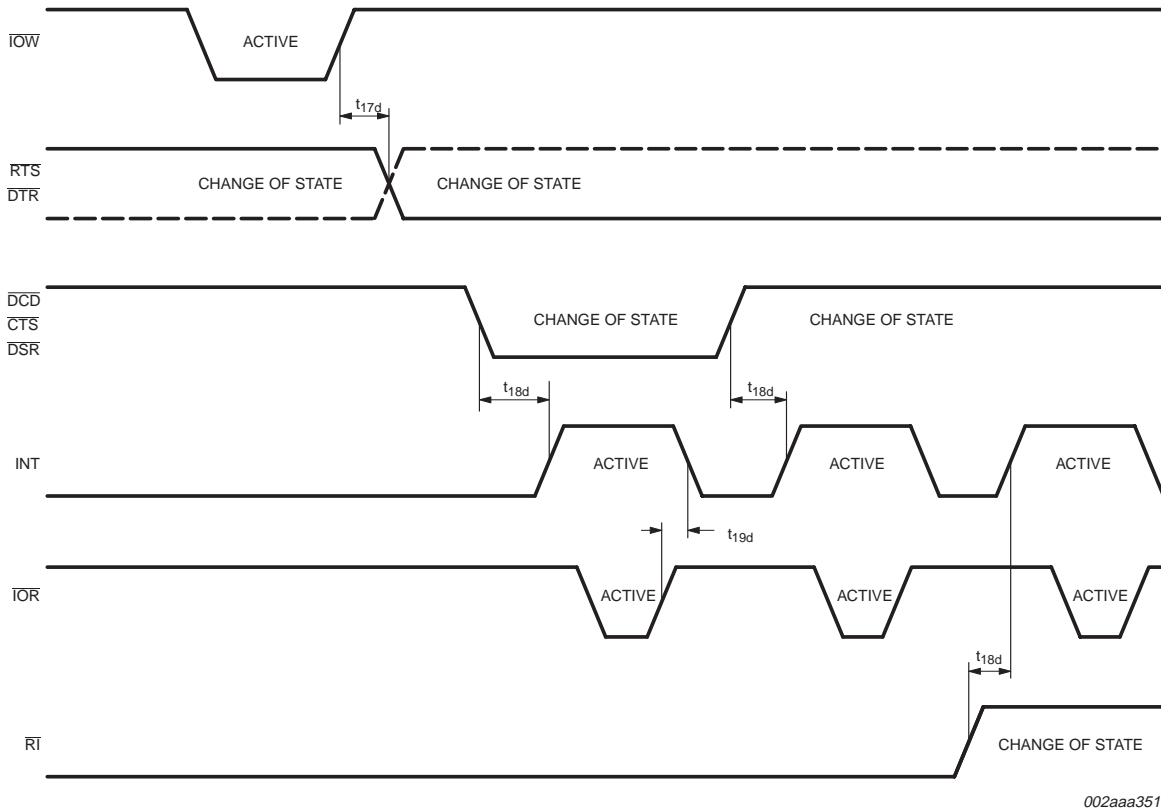 IOW
ACTIVE
t17d
RTS
DTR
CHANGE OF STATE
CHANGE OF STATE
DCD
CTS
DSR
CHANGE OF STATE
CHANGE OF STATE
t18d
t18d
INT
ACTIVE
ACTIVE
ACTIVE
t19d
IOR
ACTIVE
ACTIVE
ACTIVE
t18d
RI
CHANGE OF STATE
002aaa351